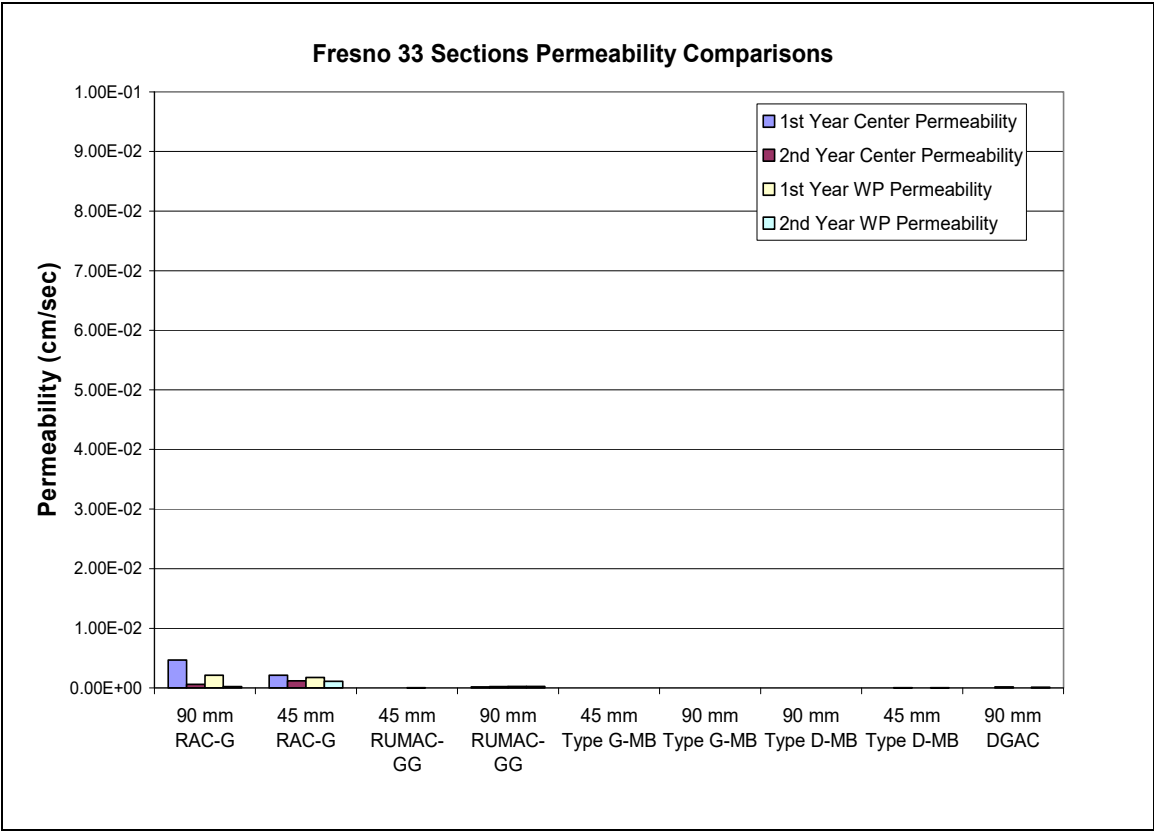 Fresno 33 Sections Permeability Comparisons
1.00E-01
9.00E-02
8.00E-02
7.00E-02
6.00E-02
5.00E-02
4.00E-02
3.00E-02
2.00E-02
1.00E-02
0.00E+00
Permeability (cm/sec)
1st Year Center Permeability
2nd Year Center Permeability
1st Year WP Permeability
2nd Year WP Permeability
90 mm
RAC-G
45 mm
RAC-G
45 mm
RUMAC-
GG
90 mm
RUMAC-
GG
45 mm
Type G-MB
90 mm
Type G-MB
90 mm
Type D-MB
45 mm
Type D-MB
90 mm
DGAC